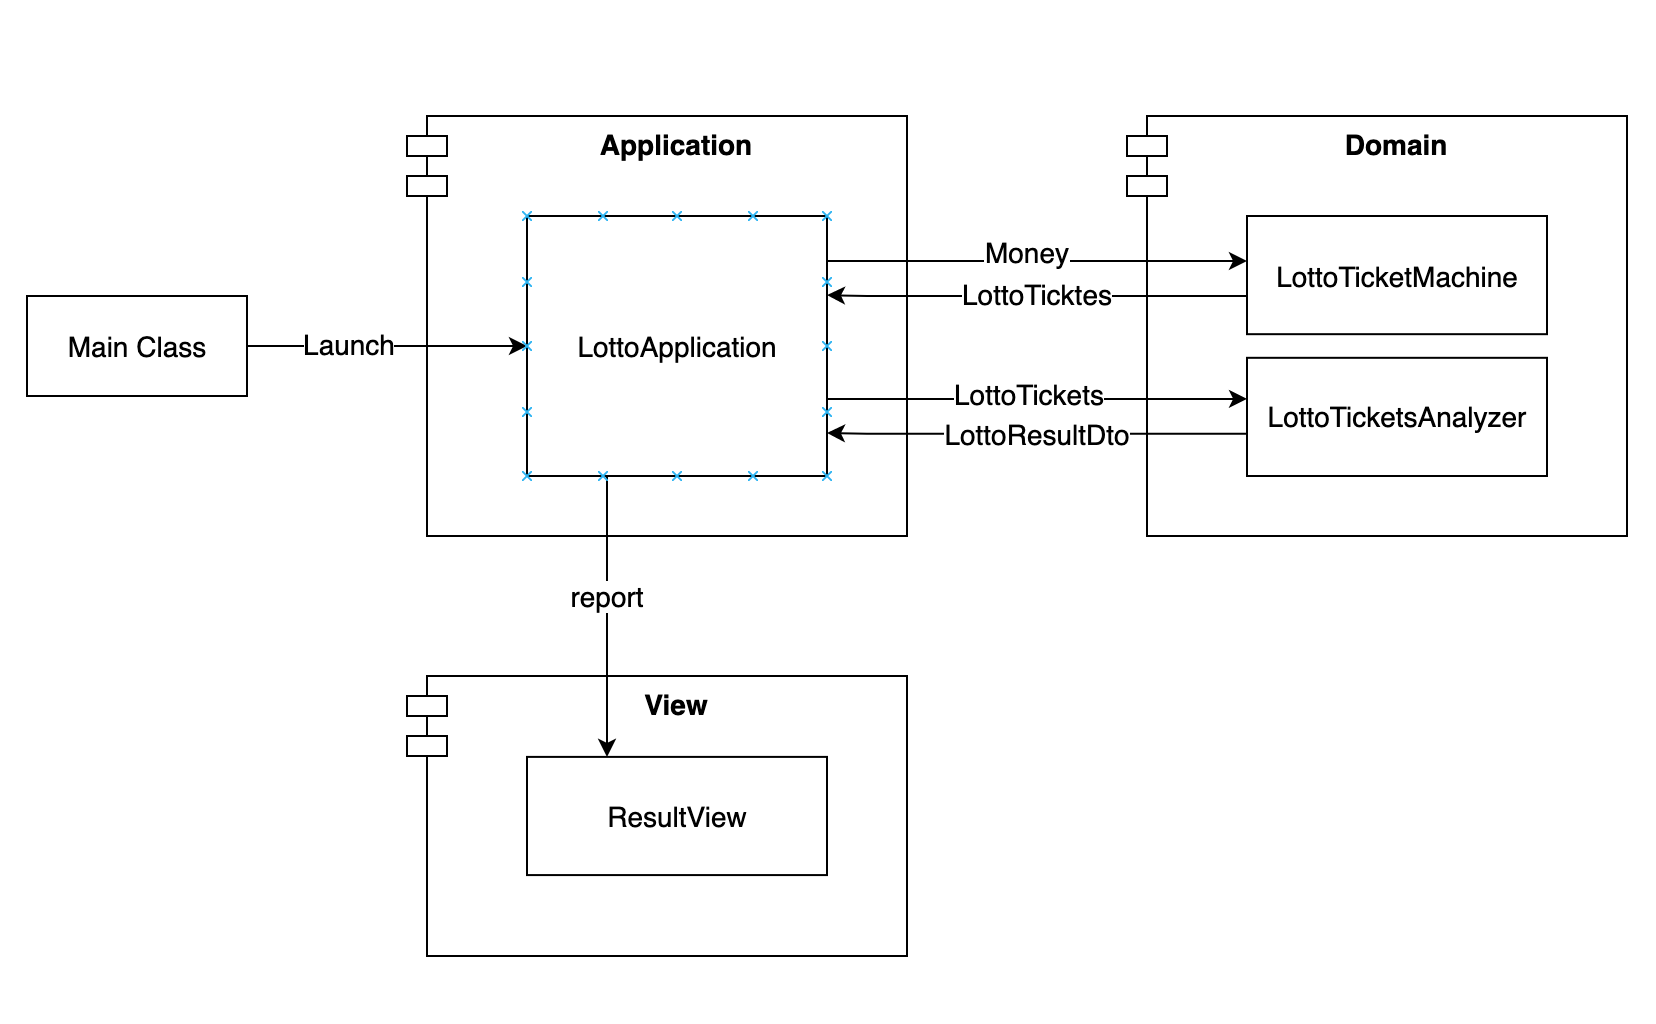 Application
Domain
Main Class
Launch
LottoApplication
Money
LottoTicktes
LottoTicketMachine
LottoTickets
LottoResultDto
LottoTicketsAnalyzer
report
View
ResultView